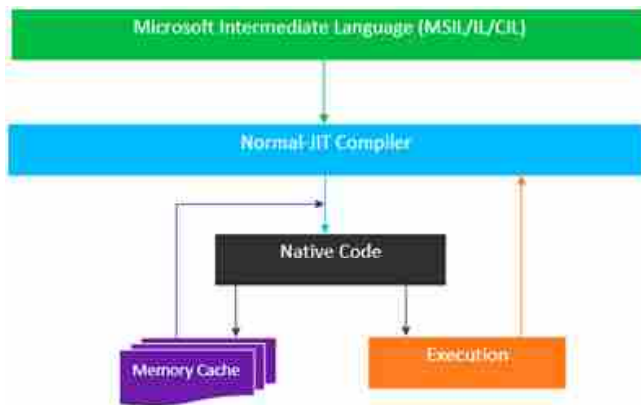 Microsoft Intermediate Language (MSIL/IL/CIL)
Normal-JIT Compiler
Native Code
Memory Cache
Execution